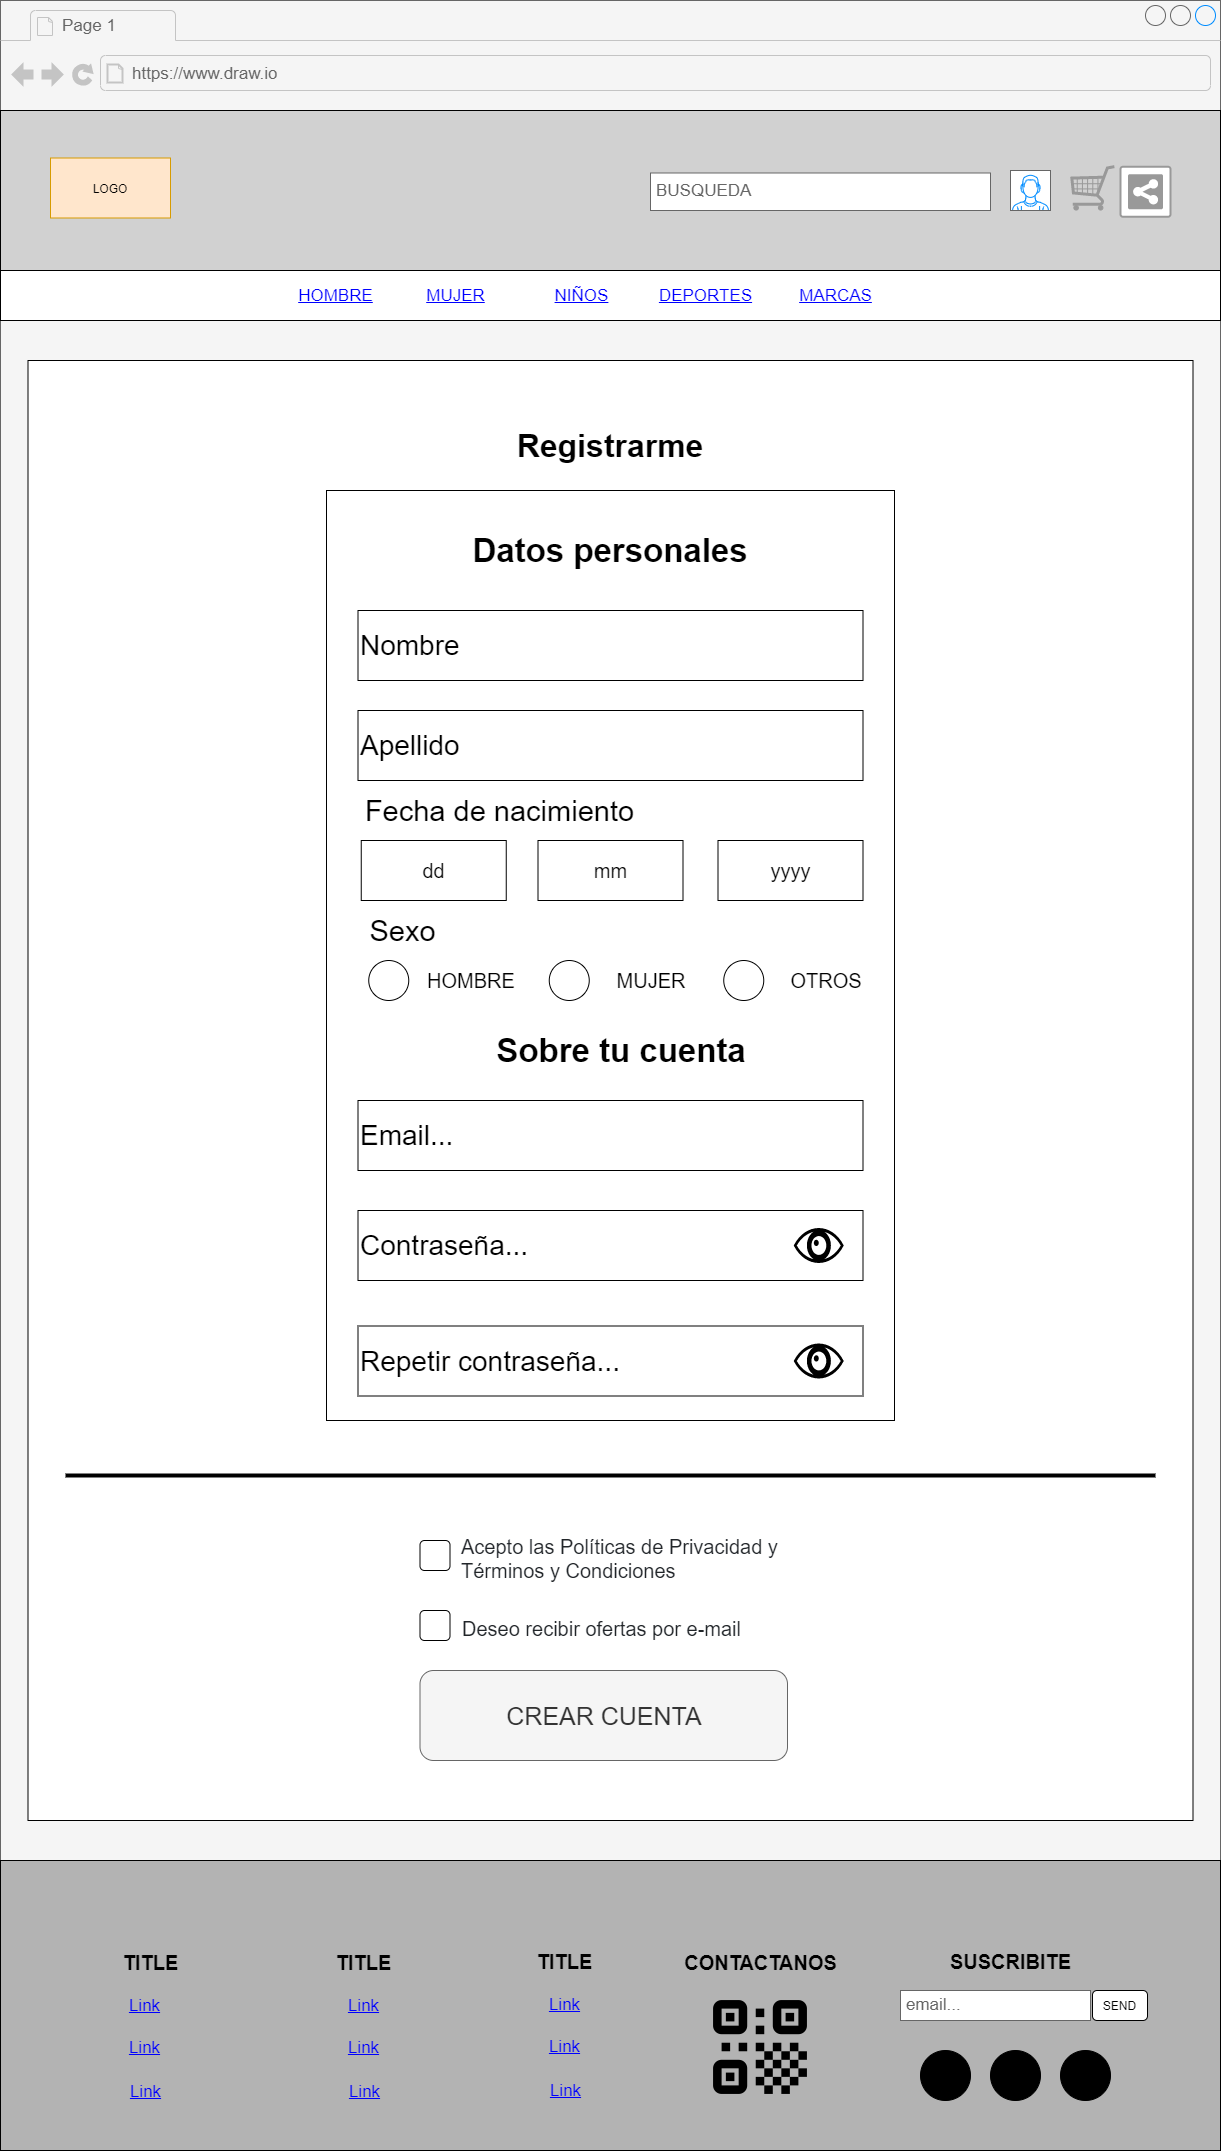 Page 1
https://www.draw.io
LOGO
BUSQUEDA
HOMBRE MUJER NIÑOS DEPORTES MARCAS
Registrarme
Datos personales
Nombre
Apellido
Fecha de nacimiento
dd mm yyyy
Sexo
HOMBRE MUJER OTROS
Sobre tu cuenta
Email...
Contraseña...
Repetir contraseña...
Acepto las Políticas de Privacidad y
Términos y Condiciones
Deseo recibir ofertas por e-mail
CREAR CUENTA
TITLE TITLE TITLE CONTACTANOS SUSCRIBITE
Link Link Link email... SEND
Link Link Link
Link Link Link